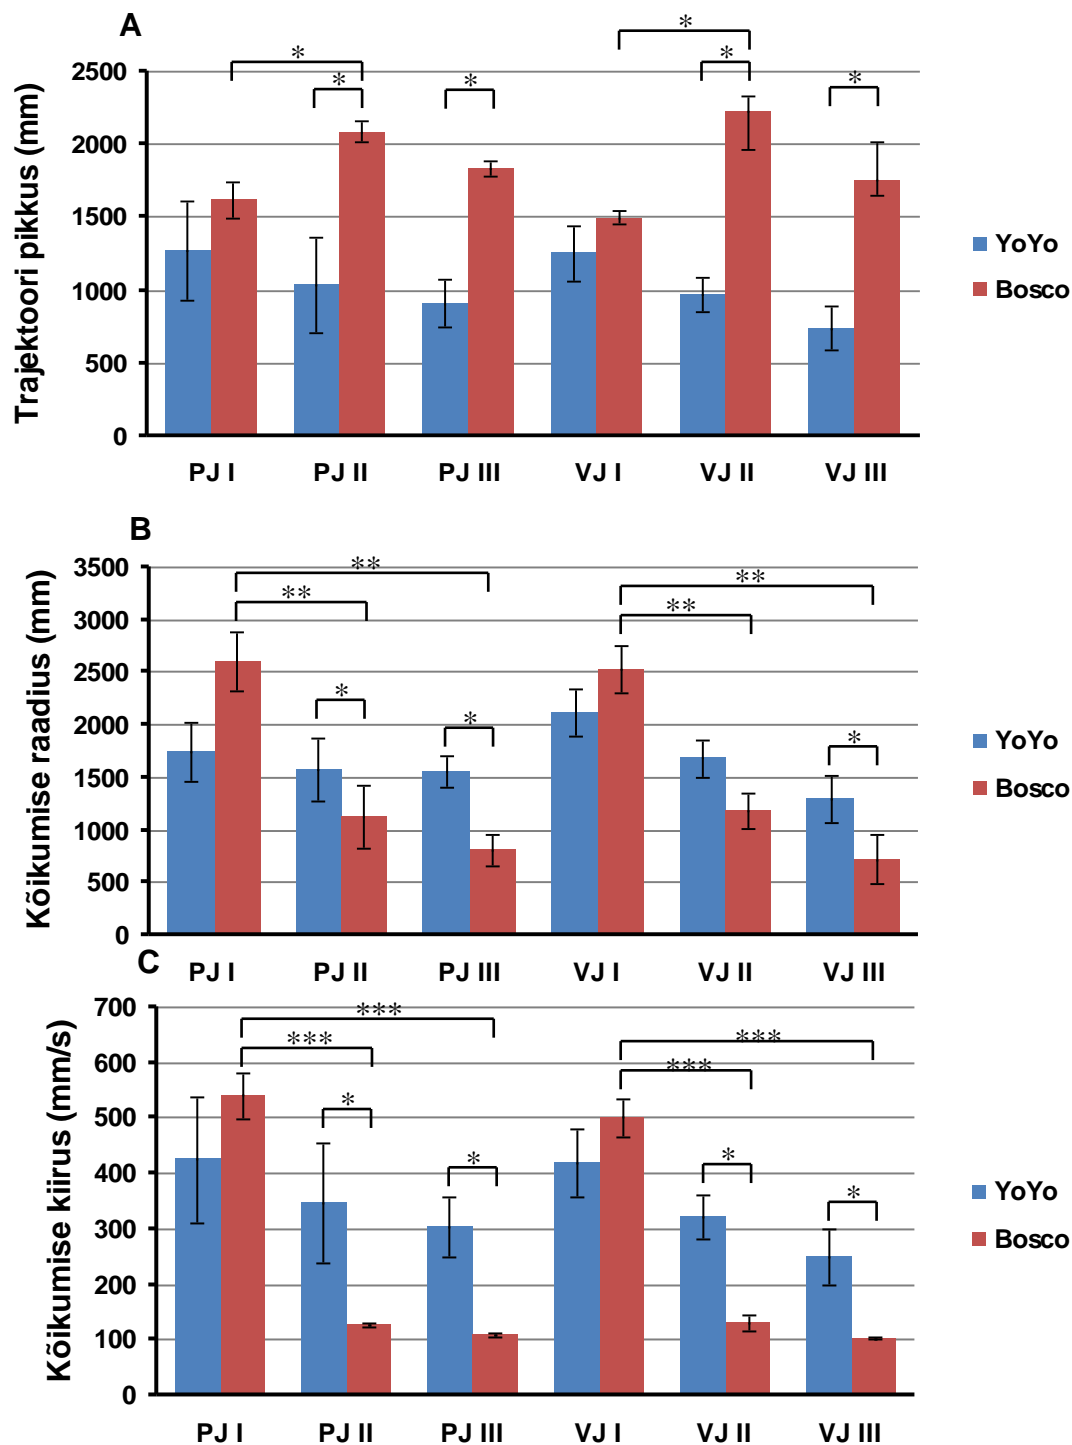 A
*
*
*
*
*
*
2500
2000
1500
1000
500
0
Trajektoori pikkus (mm)
PJ I PJ II PJ III VJ I VJ II VJ III
YoYo
Bosco
B
**
**
**
**
*
*
*
3500
3000
2500
2000
1500
1000
500
0
Kõikumise raadius (mm)
PJ I PJ II PJ III VJ I VJ II VJ III
YoYo
Bosco
C
***
***
***
***
*
*
*
*
700
600
500
400
300
200
100
0
Kõikumise kiirus (mm/s)
PJ I PJ II PJ III VJ I VJ II VJ III
YoYo
Bosco